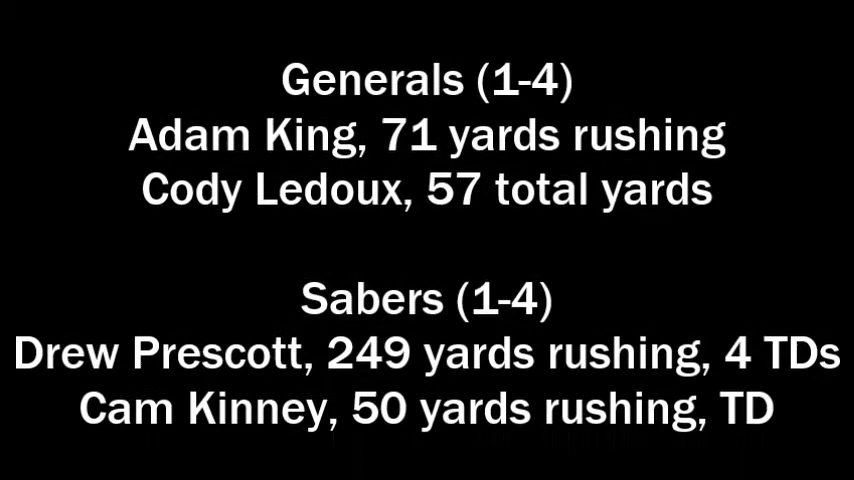 Generals (1-4)
Adam King, 71 yards rushing
Cody Ledoux, 57 total yards
Sabers (1-4)
Drew Prescott, 249 yards rushing, 4 TDs
Cam Kinney, 50 yards rushing, TD